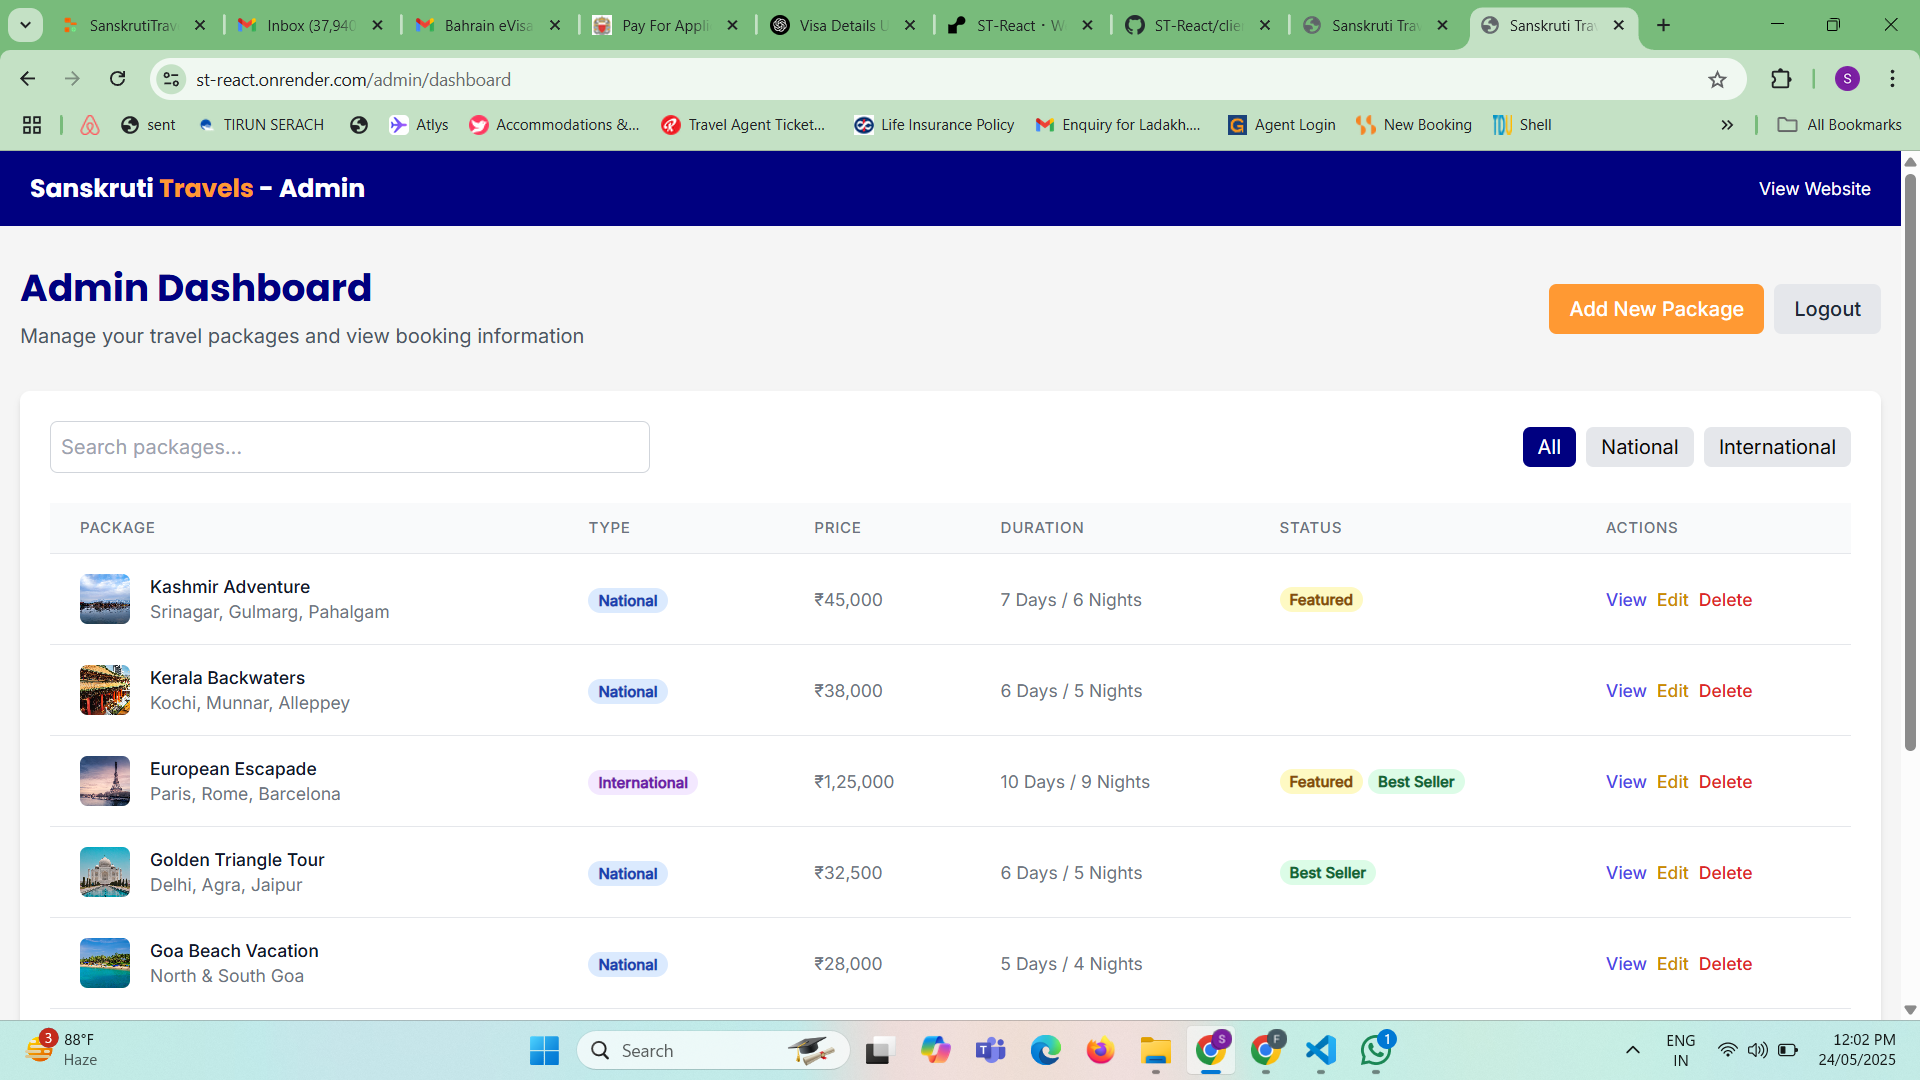 SanskrutiTrav
Inbox (37,940
Bahrain eVisa
Pay For Appli
Visa Details U
ST-React · W
ST-React/clie
Sanskruti Trav
Sanskruti Trav
st-react.onrender.com/admin/dashboard
S
sent
TIRUN SERACH
Atlys
Accommodations &...
Travel Agent Ticket...
Life Insurance Policy
Enquiry for Ladakh....
Agent Login
New Booking
Shell
All Bookmarks
Sanskruti Travels - Admin
View Website
Admin Dashboard
Manage your travel packages and view booking information
Add New Package
Logout
Search packages...
All
National
International
PACKAGE TYPE PRICE DURATION STATUS ACTIONS
Kashmir Adventure
Srinagar, Gulmarg, Pahalgam
National ₹45,000 7 Days / 6 Nights Featured View Edit Delete
Kerala Backwaters
Kochi, Munnar, Alleppey
National ₹38,000 6 Days / 5 Nights View Edit Delete
European Escapade
Paris, Rome, Barcelona
International ₹1,25,000 10 Days / 9 Nights Featured Best Seller View Edit Delete
Golden Triangle Tour
Delhi, Agra, Jaipur
National ₹32,500 6 Days / 5 Nights Best Seller View Edit Delete
Goa Beach Vacation
North & South Goa
National ₹28,000 5 Days / 4 Nights View Edit Delete
3
88°F
Haze
Search
S
F
1
ENG
IN
12:02 PM
24/05/2025